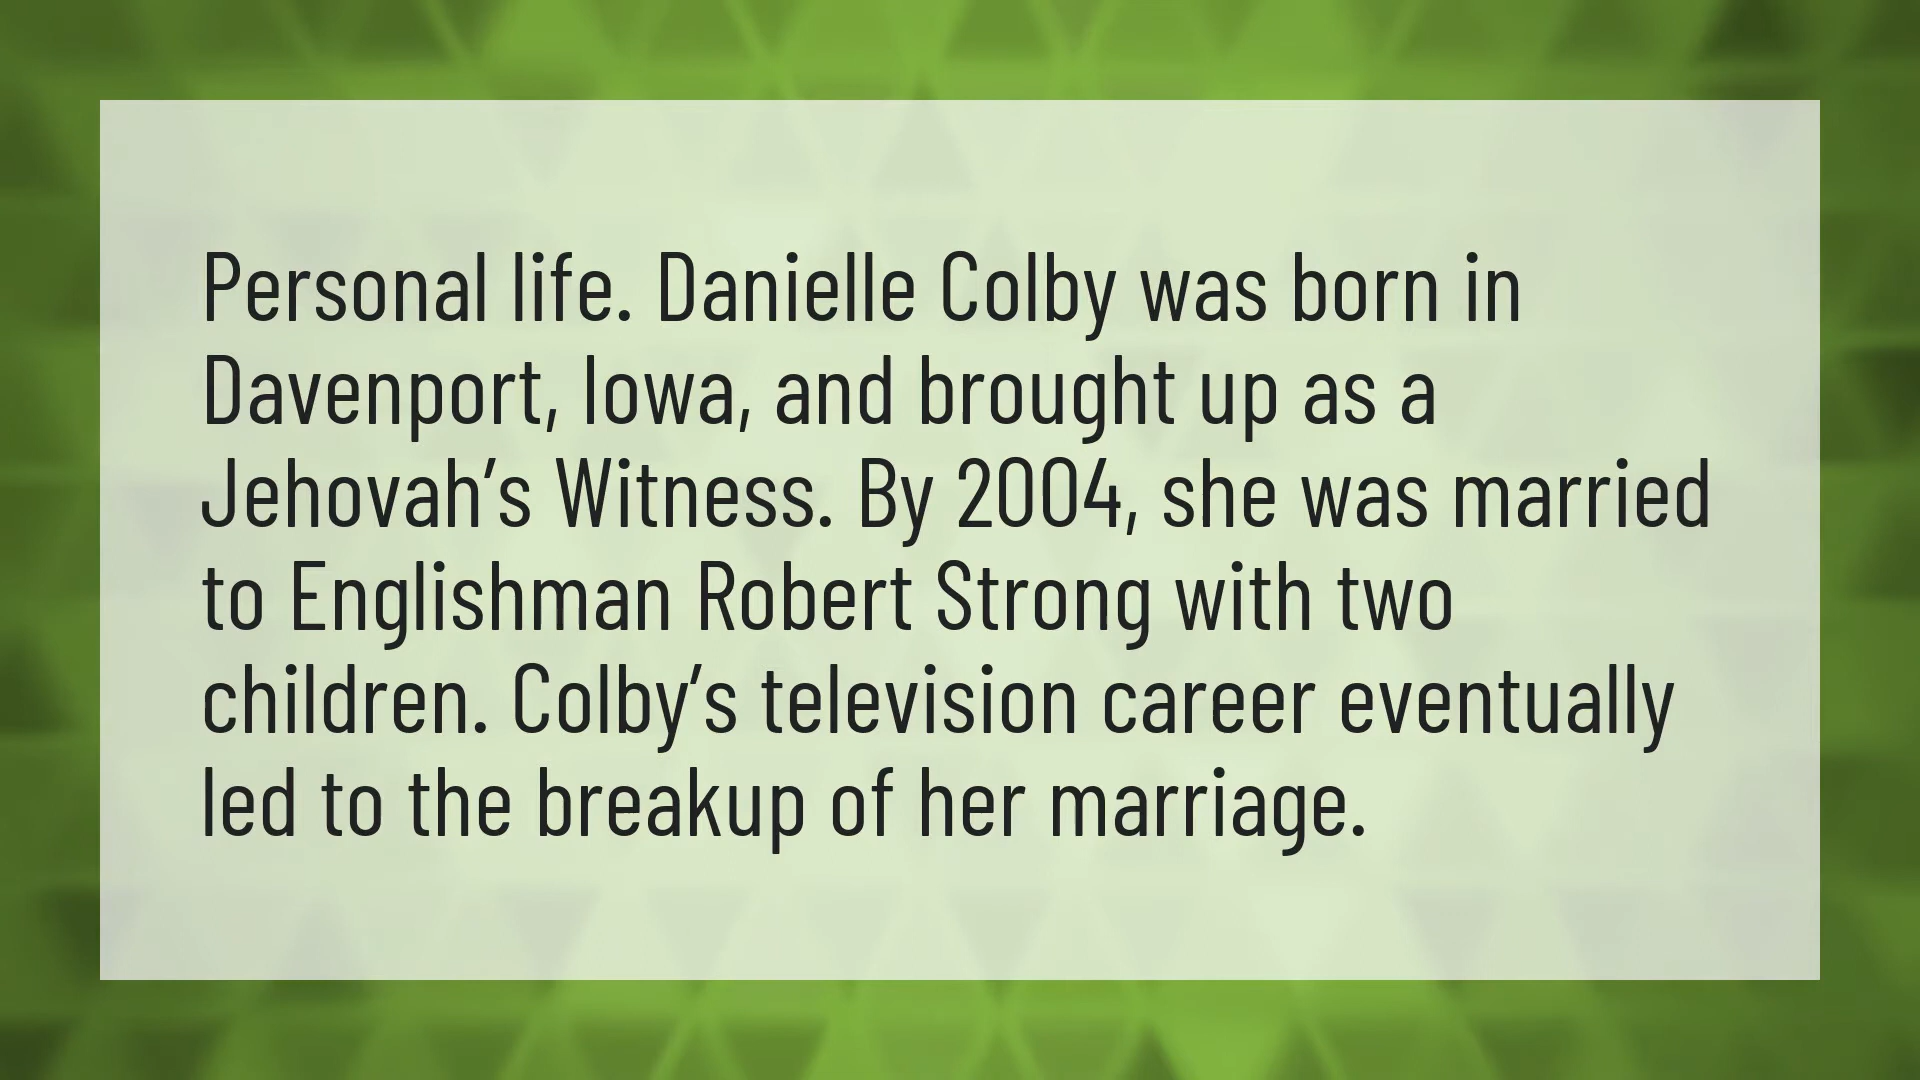 Personal life. Danielle Colby was born in
Davenport, Iowa, and brought up as a
Jehovah's Witness. By 2004, she was married
to Englishman Robert Strong with two
children. Colby's television career eventually
led to the breakup of her marriage.